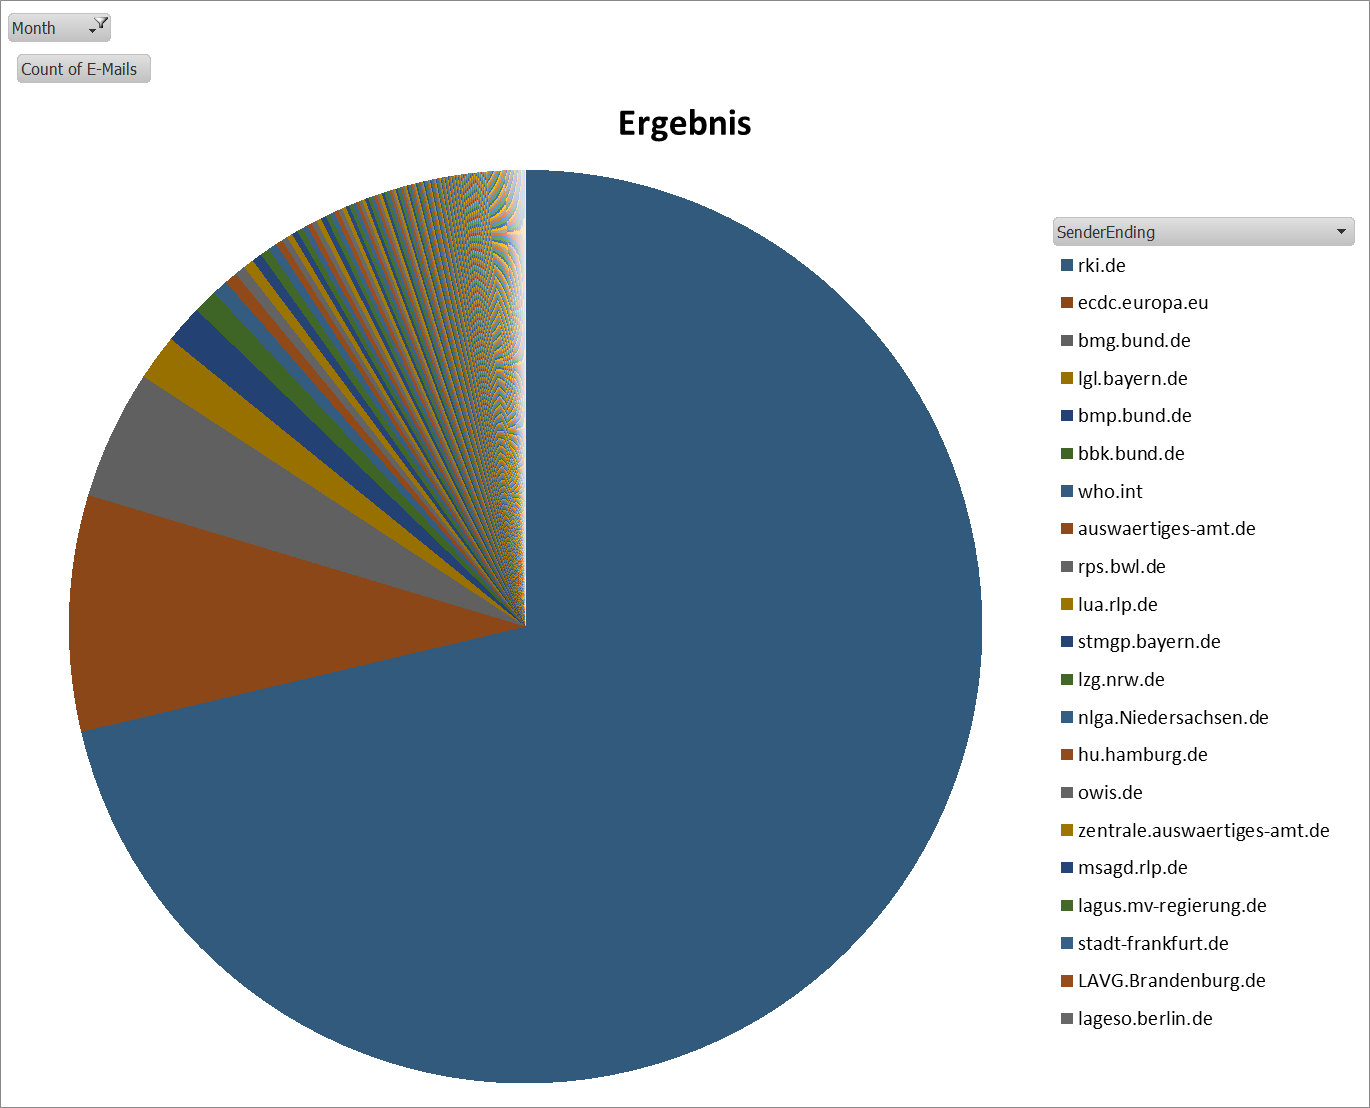 Month
Count of E-Mails
Ergebnis
SenderEnding
rki.de
ecdc.europa.eu
bmg.bund.de
lgl.bayern.de
bmp.bund.de
bbk.bund.de
who.int
auswaertiges-amt.de
rps.bwl.de
lua.rlp.de
stmgp.bayern.de
lzg.nrw.de
nlga.Niedersachsen.de
hu.hamburg.de
owis.de
zentrale.auswaertiges-amt.de
msagd.rlp.de
lagus.mv-regierung.de
stadt-frankfurt.de
LAVG.Brandenburg.de
lageso.berlin.de